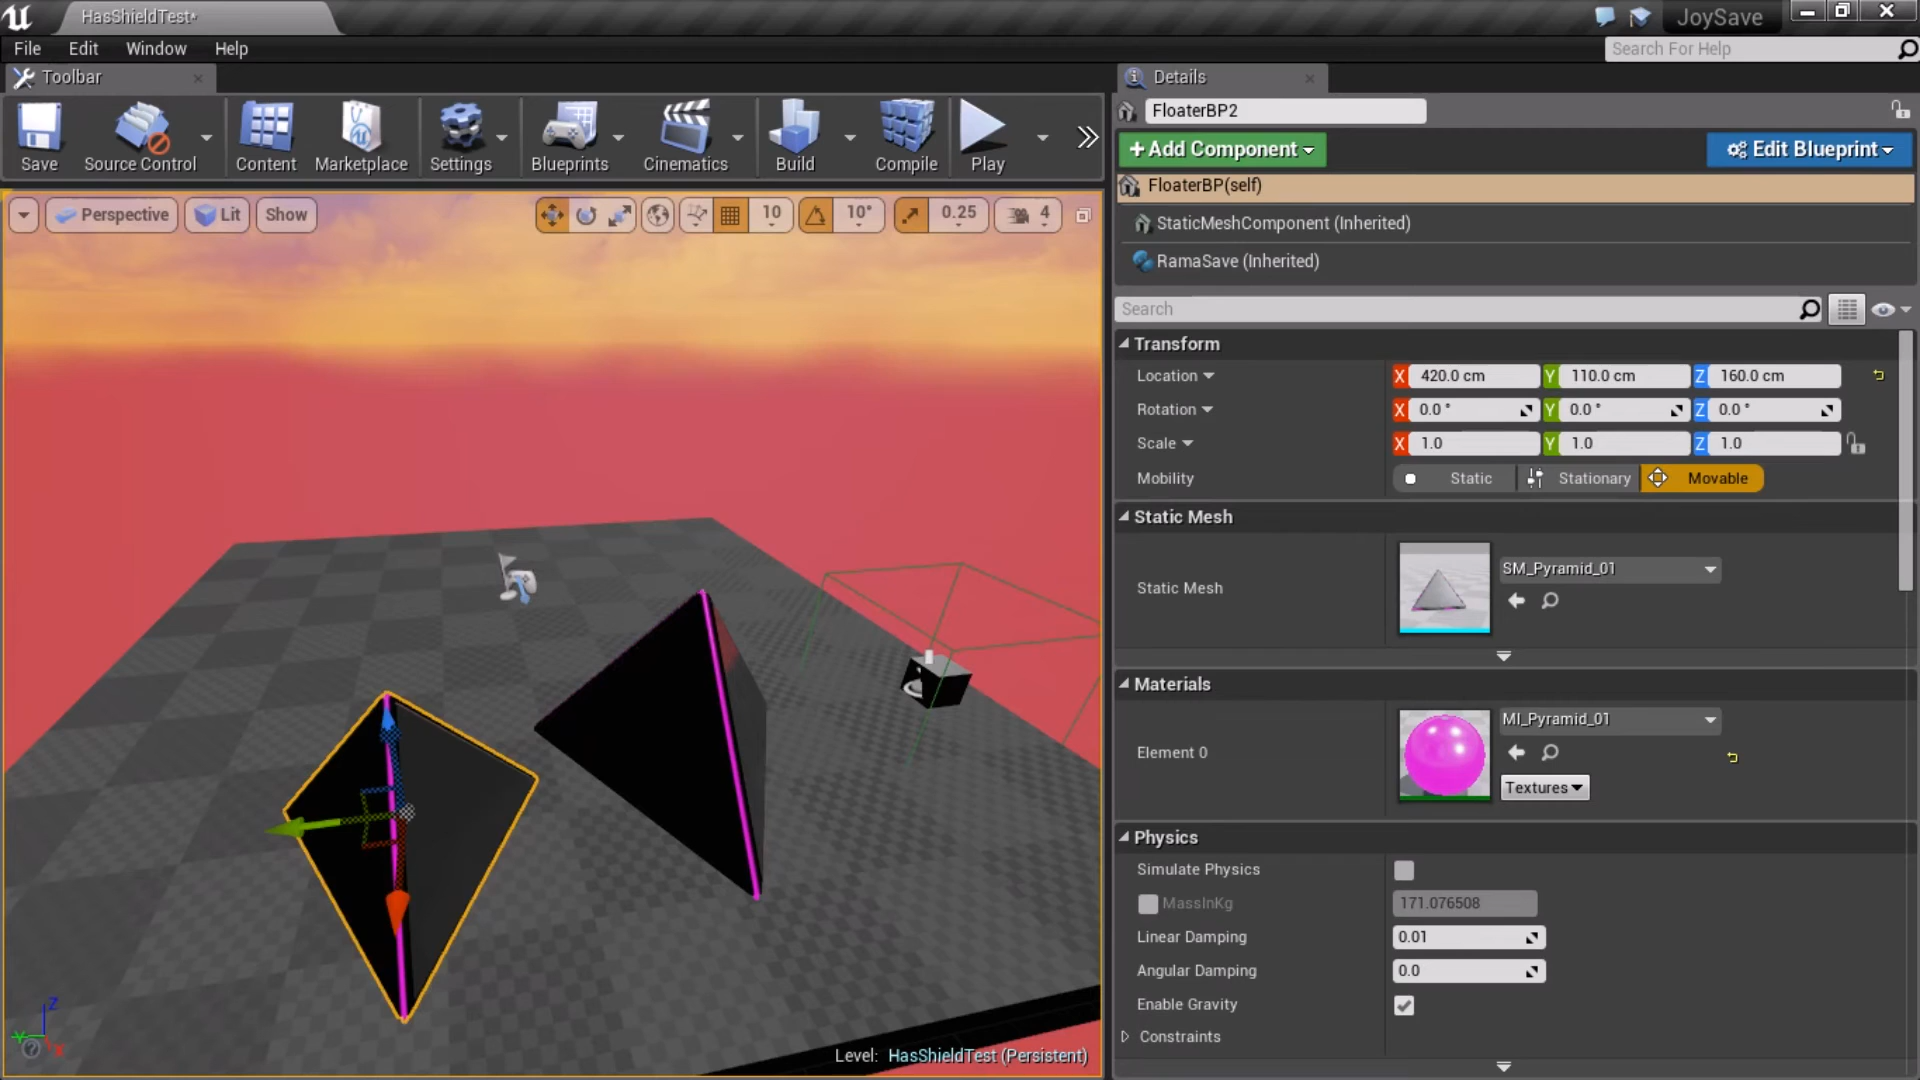 HasShieldTest*
JoySave
File Edit Window Help
Search For Help
Toolbar
Details
Save Source Control Content Marketplace Settings Blueprints Cinematics Build Compile Play
FloaterBP2
+Add Component
Edit Blueprint
FloaterBP(self)
StaticMeshComponent (Inherited)
RamaSave (Inherited)
Search
Perspective Lit Show 10 10° 0.25 4
Transform
Location X 420.0 cm Y 110.0 cm Z 160.0 cm
Rotation X 0.0 ° Y 0.0 ° Z 0.0 °
Scale X 1.0 Y 1.0 Z 1.0
Mobility Static Stationary Movable
Static Mesh
Static Mesh SM_Pyramid_01
Materials
Element 0 MI_Pyramid_01
Textures
Physics
Simulate Physics
MassInKg 171.076508
Linear Damping 0.01
Angular Damping 0.0
Enable Gravity
Constraints
Z
Y X
?
Level: HasShieldTest (Persistent)